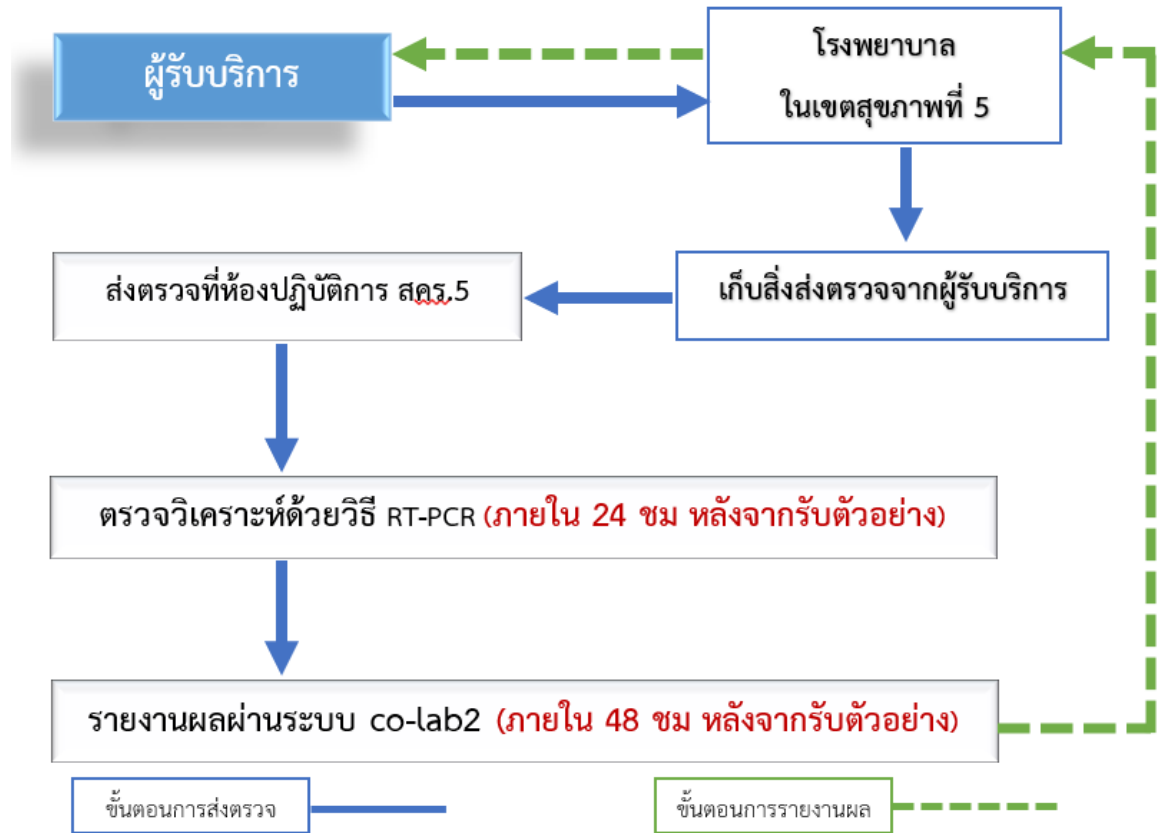 ผู้รับบริการ
โรงพยาบาล
ในเขตสุขภาพที่ 5
เก็บสิ่งส่งตรวจจากผู้รับบริการ
ส่งตรวจที่ห้องปฏิบัติการ สคร.5
ตรวจวิเคราะห์ด้วยวิธี RT-PCR (ภายใน 24 ชม หลังจากรับตัวอย่าง)
รายงานผลผ่านระบบ co-lab2 (ภายใน 48 ชม หลังจากรับตัวอย่าง)
ขั้นตอนการส่งตรวจ
ขั้นตอนการรายงานผล